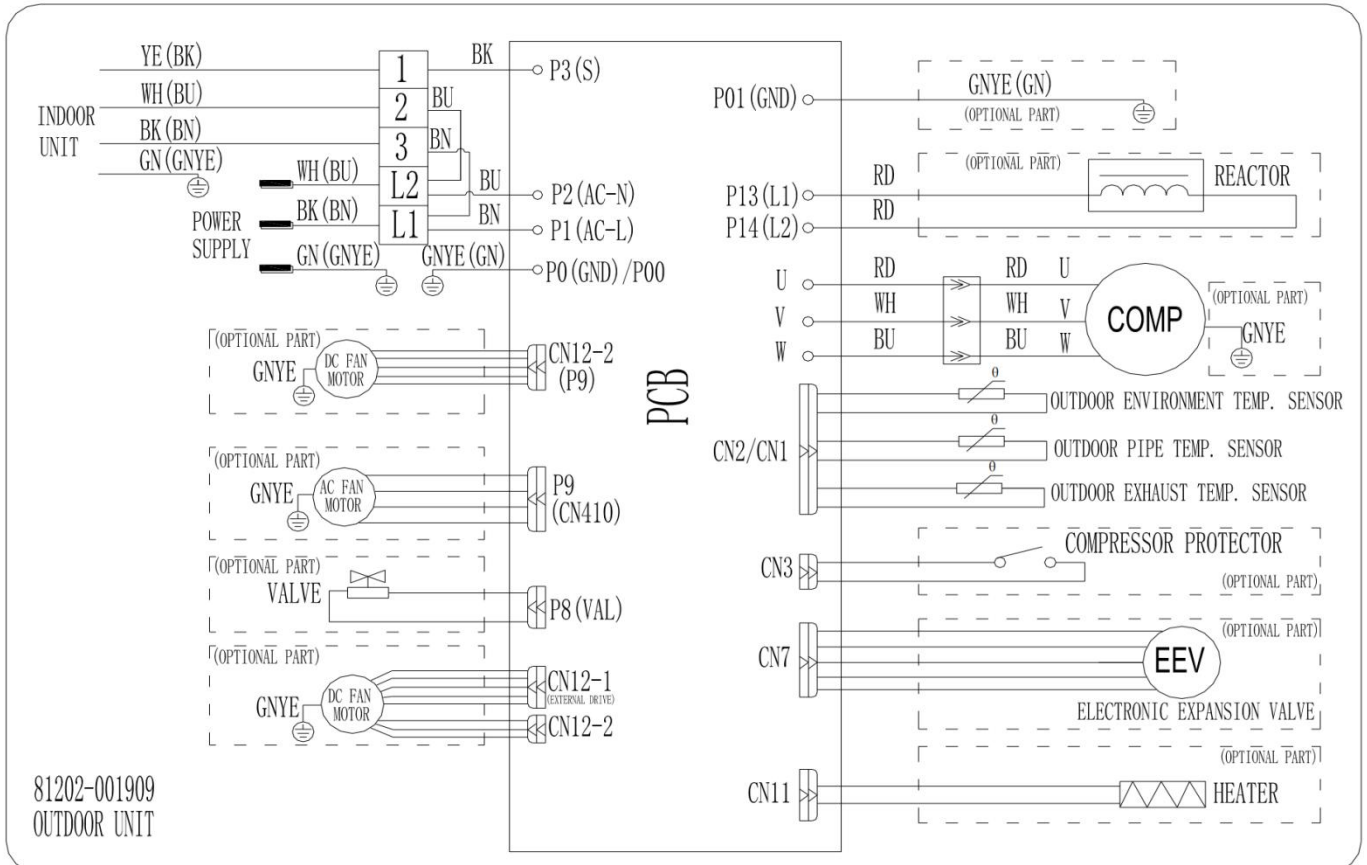 YE(BK)
1
BK
P3(S)
WH(BU)
2
BU
INDOOR
UNIT
BK(BN)
3
BN
GN(GNYE)
WH(BU)
L2
BU
P2(AC-N)
POWER
SUPPLY
BK(BN)
L1
BN
P1(AC-L)
GN(GNYE)
GNYE(GN)
P0(GND)/P00
(OPTIONAL PART)
GNYE
DC FAN
MOTOR
CN12-2
(P9)
(OPTIONAL PART)
GNYE
AC FAN
MOTOR
P9
(CN410)
(OPTIONAL PART)
VALVE
P8(VAL)
(OPTIONAL PART)
GNYE
DC FAN
MOTOR
CN12-1
(EXTERNAL DRIVE)
CN12-2
81202-001909
OUTDOOR UNIT
PCB
P01(GND)
GNYE(GN)
(OPTIONAL PART)
(OPTIONAL PART)
P13(L1)
RD
REACTOR
P14(L2)
RD
U
RD
RD
U
V
WH
WH
V
W
BU
BU
W
COMP
(OPTIONAL PART)
GNYE
CN2/CN1
θ
OUTDOOR ENVIRONMENT TEMP. SENSOR
θ
OUTDOOR PIPE TEMP. SENSOR
θ
OUTDOOR EXHAUST TEMP. SENSOR
CN3
COMPRESSOR PROTECTOR
(OPTIONAL PART)
CN7
(OPTIONAL PART)
EEV
ELECTRONIC EXPANSION VALVE
CN11
(OPTIONAL PART)
HEATER